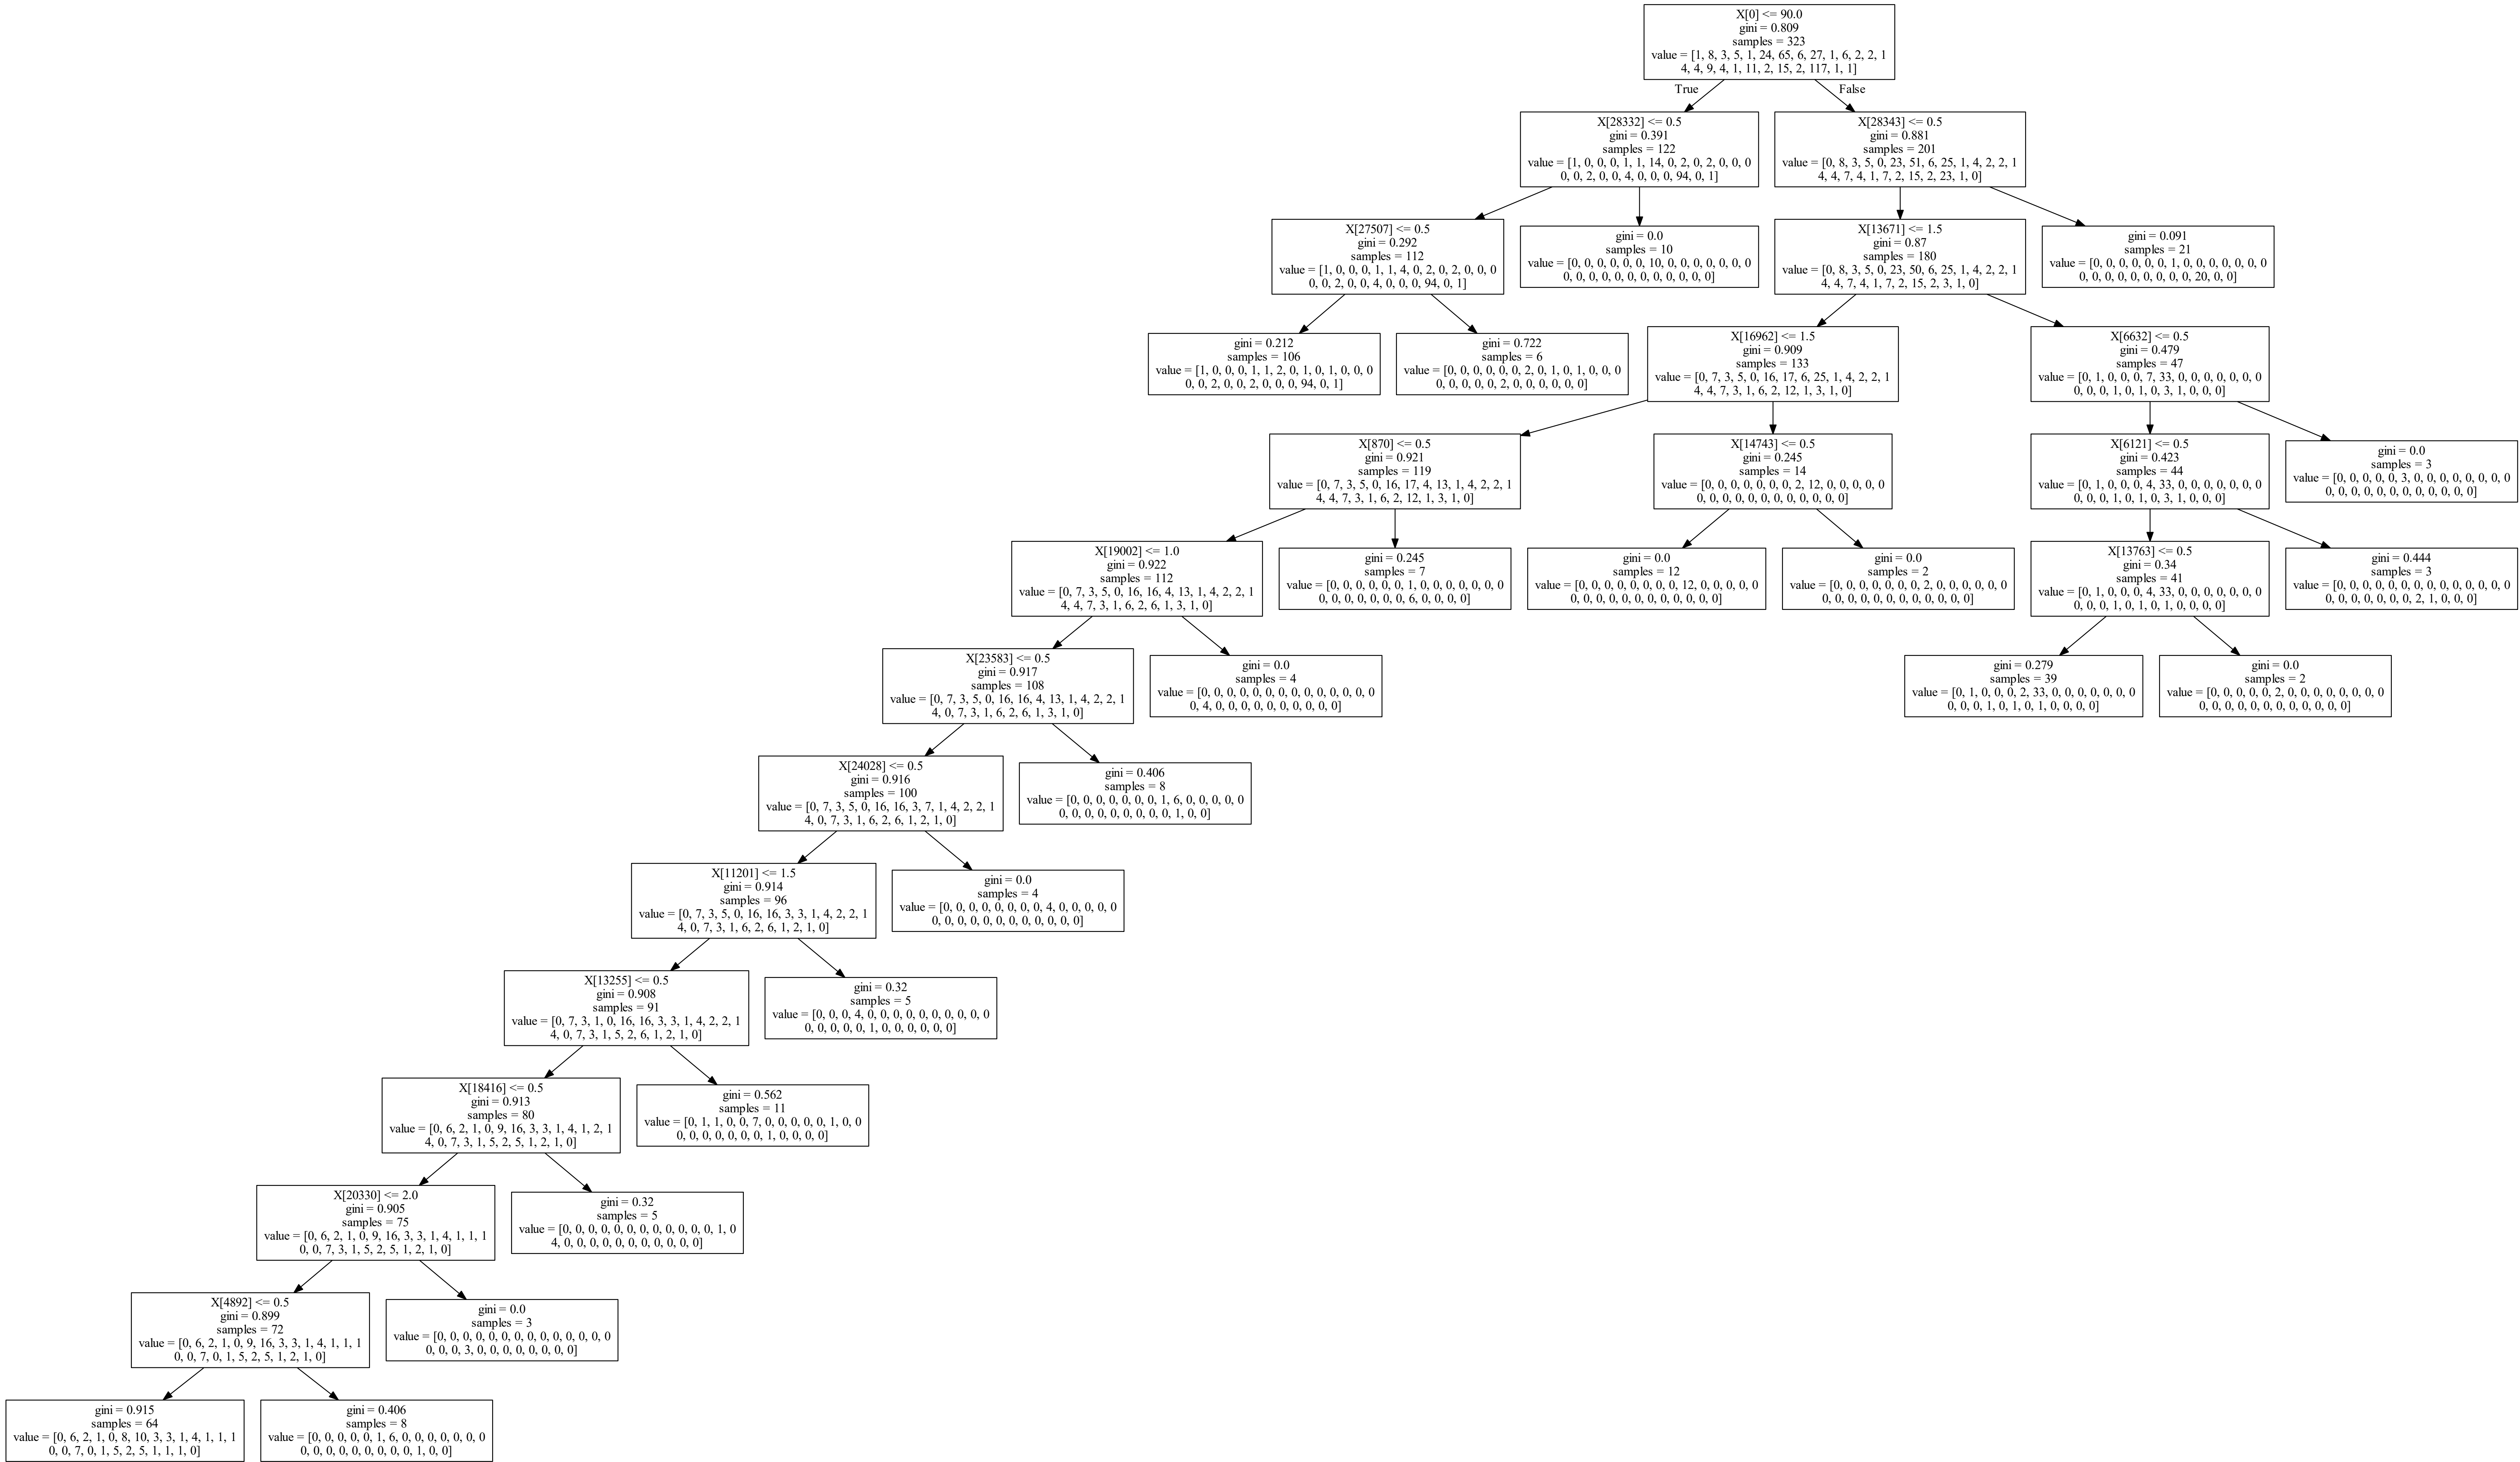 X[0] <= 90.0
gini = 0.809
samples = 323
value = [1, 8, 3, 5, 1, 24, 65, 6, 27, 1, 6, 2, 2, 1
4, 4, 9, 4, 1, 11, 2, 15, 2, 117, 1, 1]
True
False
X[28332] <= 0.5
gini = 0.391
samples = 122
value = [1, 0, 0, 0, 1, 1, 14, 0, 2, 0, 2, 0, 0, 0
0, 0, 2, 0, 0, 4, 0, 0, 0, 94, 0, 1]
X[28343] <= 0.5
gini = 0.881
samples = 201
value = [0, 8, 3, 5, 0, 23, 51, 6, 25, 1, 4, 2, 2, 1
4, 4, 7, 4, 1, 7, 2, 15, 2, 23, 1, 0]
X[27507] <= 0.5
gini = 0.292
samples = 112
value = [1, 0, 0, 0, 1, 1, 4, 0, 2, 0, 2, 0, 0, 0
0, 0, 2, 0, 0, 4, 0, 0, 0, 94, 0, 1]
gini = 0.0
samples = 10
value = [0, 0, 0, 0, 0, 0, 10, 0, 0, 0, 0, 0, 0, 0
0, 0, 0, 0, 0, 0, 0, 0, 0, 0, 0, 0]
X[13671] <= 1.5
gini = 0.87
samples = 180
value = [0, 8, 3, 5, 0, 23, 50, 6, 25, 1, 4, 2, 2, 1
4, 4, 7, 4, 1, 7, 2, 15, 2, 3, 1, 0]
gini = 0.091
samples = 21
value = [0, 0, 0, 0, 0, 0, 1, 0, 0, 0, 0, 0, 0, 0
0, 0, 0, 0, 0, 0, 0, 0, 0, 20, 0, 0]
gini = 0.212
samples = 106
value = [1, 0, 0, 0, 1, 1, 2, 0, 1, 0, 1, 0, 0, 0
0, 0, 2, 0, 0, 2, 0, 0, 0, 94, 0, 1]
gini = 0.722
samples = 6
value = [0, 0, 0, 0, 0, 0, 2, 0, 1, 0, 1, 0, 0, 0
0, 0, 0, 0, 0, 2, 0, 0, 0, 0, 0, 0]
X[16962] <= 1.5
gini = 0.909
samples = 133
value = [0, 7, 3, 5, 0, 16, 17, 6, 25, 1, 4, 2, 2, 1
4, 4, 7, 3, 1, 6, 2, 12, 1, 3, 1, 0]
X[6632] <= 0.5
gini = 0.479
samples = 47
value = [0, 1, 0, 0, 0, 7, 33, 0, 0, 0, 0, 0, 0, 0
0, 0, 0, 1, 0, 1, 0, 3, 1, 0, 0, 0]
X[870] <= 0.5
gini = 0.921
samples = 119
value = [0, 7, 3, 5, 0, 16, 17, 4, 13, 1, 4, 2, 2, 1
4, 4, 7, 3, 1, 6, 2, 12, 1, 3, 1, 0]
X[14743] <= 0.5
gini = 0.245
samples = 14
value = [0, 0, 0, 0, 0, 0, 0, 2, 12, 0, 0, 0, 0, 0
0, 0, 0, 0, 0, 0, 0, 0, 0, 0, 0, 0]
X[6121] <= 0.5
gini = 0.423
samples = 44
value = [0, 1, 0, 0, 0, 4, 33, 0, 0, 0, 0, 0, 0, 0
0, 0, 0, 1, 0, 1, 0, 3, 1, 0, 0, 0]
gini = 0.0
samples = 3
value = [0, 0, 0, 0, 0, 3, 0, 0, 0, 0, 0, 0, 0, 0
0, 0, 0, 0, 0, 0, 0, 0, 0, 0, 0, 0]
X[19002] <= 1.0
gini = 0.922
samples = 112
value = [0, 7, 3, 5, 0, 16, 16, 4, 13, 1, 4, 2, 2, 1
4, 4, 7, 3, 1, 6, 2, 6, 1, 3, 1, 0]
gini = 0.245
samples = 7
value = [0, 0, 0, 0, 0, 0, 1, 0, 0, 0, 0, 0, 0, 0
0, 0, 0, 0, 0, 0, 0, 6, 0, 0, 0, 0]
gini = 0.0
samples = 12
value = [0, 0, 0, 0, 0, 0, 0, 0, 12, 0, 0, 0, 0, 0
0, 0, 0, 0, 0, 0, 0, 0, 0, 0, 0, 0]
gini = 0.0
samples = 2
value = [0, 0, 0, 0, 0, 0, 0, 2, 0, 0, 0, 0, 0, 0
0, 0, 0, 0, 0, 0, 0, 0, 0, 0, 0, 0]
X[13763] <= 0.5
gini = 0.34
samples = 41
value = [0, 1, 0, 0, 0, 4, 33, 0, 0, 0, 0, 0, 0, 0
0, 0, 0, 1, 0, 1, 0, 1, 0, 0, 0, 0]
gini = 0.444
samples = 3
value = [0, 0, 0, 0, 0, 0, 0, 0, 0, 0, 0, 0, 0, 0
0, 0, 0, 0, 0, 0, 0, 2, 1, 0, 0, 0]
X[23583] <= 0.5
gini = 0.917
samples = 108
value = [0, 7, 3, 5, 0, 16, 16, 4, 13, 1, 4, 2, 2, 1
4, 0, 7, 3, 1, 6, 2, 6, 1, 3, 1, 0]
gini = 0.0
samples = 4
value = [0, 0, 0, 0, 0, 0, 0, 0, 0, 0, 0, 0, 0, 0
0, 4, 0, 0, 0, 0, 0, 0, 0, 0, 0, 0]
gini = 0.279
samples = 39
value = [0, 1, 0, 0, 0, 2, 33, 0, 0, 0, 0, 0, 0, 0
0, 0, 0, 1, 0, 1, 0, 1, 0, 0, 0, 0]
gini = 0.0
samples = 2
value = [0, 0, 0, 0, 0, 2, 0, 0, 0, 0, 0, 0, 0, 0
0, 0, 0, 0, 0, 0, 0, 0, 0, 0, 0, 0]
X[24028] <= 0.5
gini = 0.916
samples = 100
value = [0, 7, 3, 5, 0, 16, 16, 3, 7, 1, 4, 2, 2, 1
4, 0, 7, 3, 1, 6, 2, 6, 1, 2, 1, 0]
gini = 0.406
samples = 8
value = [0, 0, 0, 0, 0, 0, 0, 1, 6, 0, 0, 0, 0, 0
0, 0, 0, 0, 0, 0, 0, 0, 0, 1, 0, 0]
X[11201] <= 1.5
gini = 0.914
samples = 96
value = [0, 7, 3, 5, 0, 16, 16, 3, 3, 1, 4, 2, 2, 1
4, 0, 7, 3, 1, 6, 2, 6, 1, 2, 1, 0]
gini = 0.0
samples = 4
value = [0, 0, 0, 0, 0, 0, 0, 0, 4, 0, 0, 0, 0, 0
0, 0, 0, 0, 0, 0, 0, 0, 0, 0, 0, 0]
X[13255] <= 0.5
gini = 0.908
samples = 91
value = [0, 7, 3, 1, 0, 16, 16, 3, 3, 1, 4, 2, 2, 1
4, 0, 7, 3, 1, 5, 2, 6, 1, 2, 1, 0]
gini = 0.32
samples = 5
value = [0, 0, 0, 4, 0, 0, 0, 0, 0, 0, 0, 0, 0, 0
0, 0, 0, 0, 0, 1, 0, 0, 0, 0, 0, 0]
X[18416] <= 0.5
gini = 0.913
samples = 80
value = [0, 6, 2, 1, 0, 9, 16, 3, 3, 1, 4, 1, 2, 1
4, 0, 7, 3, 1, 5, 2, 5, 1, 2, 1, 0]
gini = 0.562
samples = 11
value = [0, 1, 1, 0, 0, 7, 0, 0, 0, 0, 0, 1, 0, 0
0, 0, 0, 0, 0, 0, 0, 1, 0, 0, 0, 0]
X[20330] <= 2.0
gini = 0.905
samples = 75
value = [0, 6, 2, 1, 0, 9, 16, 3, 3, 1, 4, 1, 1, 1
0, 0, 7, 3, 1, 5, 2, 5, 1, 2, 1, 0]
gini = 0.32
samples = 5
value = [0, 0, 0, 0, 0, 0, 0, 0, 0, 0, 0, 0, 1, 0
4, 0, 0, 0, 0, 0, 0, 0, 0, 0, 0, 0]
X[4892] <= 0.5
gini = 0.899
samples = 72
value = [0, 6, 2, 1, 0, 9, 16, 3, 3, 1, 4, 1, 1, 1
0, 0, 7, 0, 1, 5, 2, 5, 1, 2, 1, 0]
gini = 0.0
samples = 3
value = [0, 0, 0, 0, 0, 0, 0, 0, 0, 0, 0, 0, 0, 0
0, 0, 0, 3, 0, 0, 0, 0, 0, 0, 0, 0]
gini = 0.915
samples = 64
value = [0, 6, 2, 1, 0, 8, 10, 3, 3, 1, 4, 1, 1, 1
0, 0, 7, 0, 1, 5, 2, 5, 1, 1, 1, 0]
gini = 0.406
samples = 8
value = [0, 0, 0, 0, 0, 1, 6, 0, 0, 0, 0, 0, 0, 0
0, 0, 0, 0, 0, 0, 0, 0, 0, 1, 0, 0]